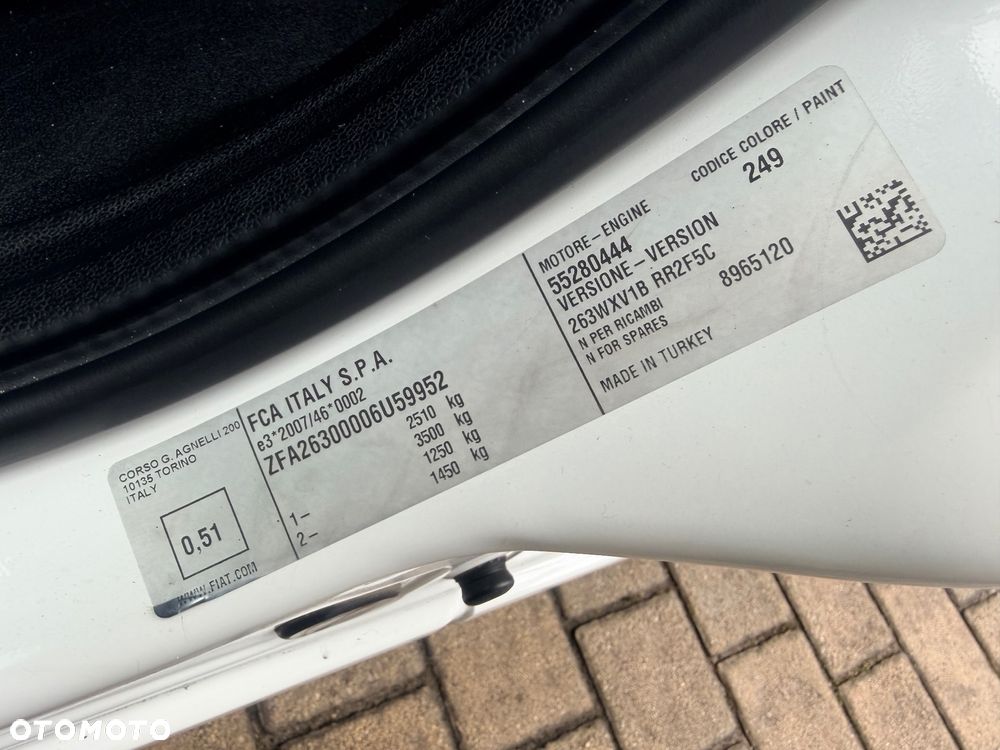 CORSO G. AGNELLI 200
10135 TORINO
ITALY
0,51
WWW.FIAT.COM
FCA ITALY S.P.A.
e3*2007/46*0002
ZFA26300006U59952
2510 kg
3500 kg
1- 1250 kg
2- 1450 kg
MOTORE-ENGINE
55280444
VERSIONE-VERSION
263WXV1B RR2F5C
N PER RICAMBI
N FOR SPARES
8965120
MADE IN TURKEY
CODICE COLORE / PAINT
249
OTOMOTO